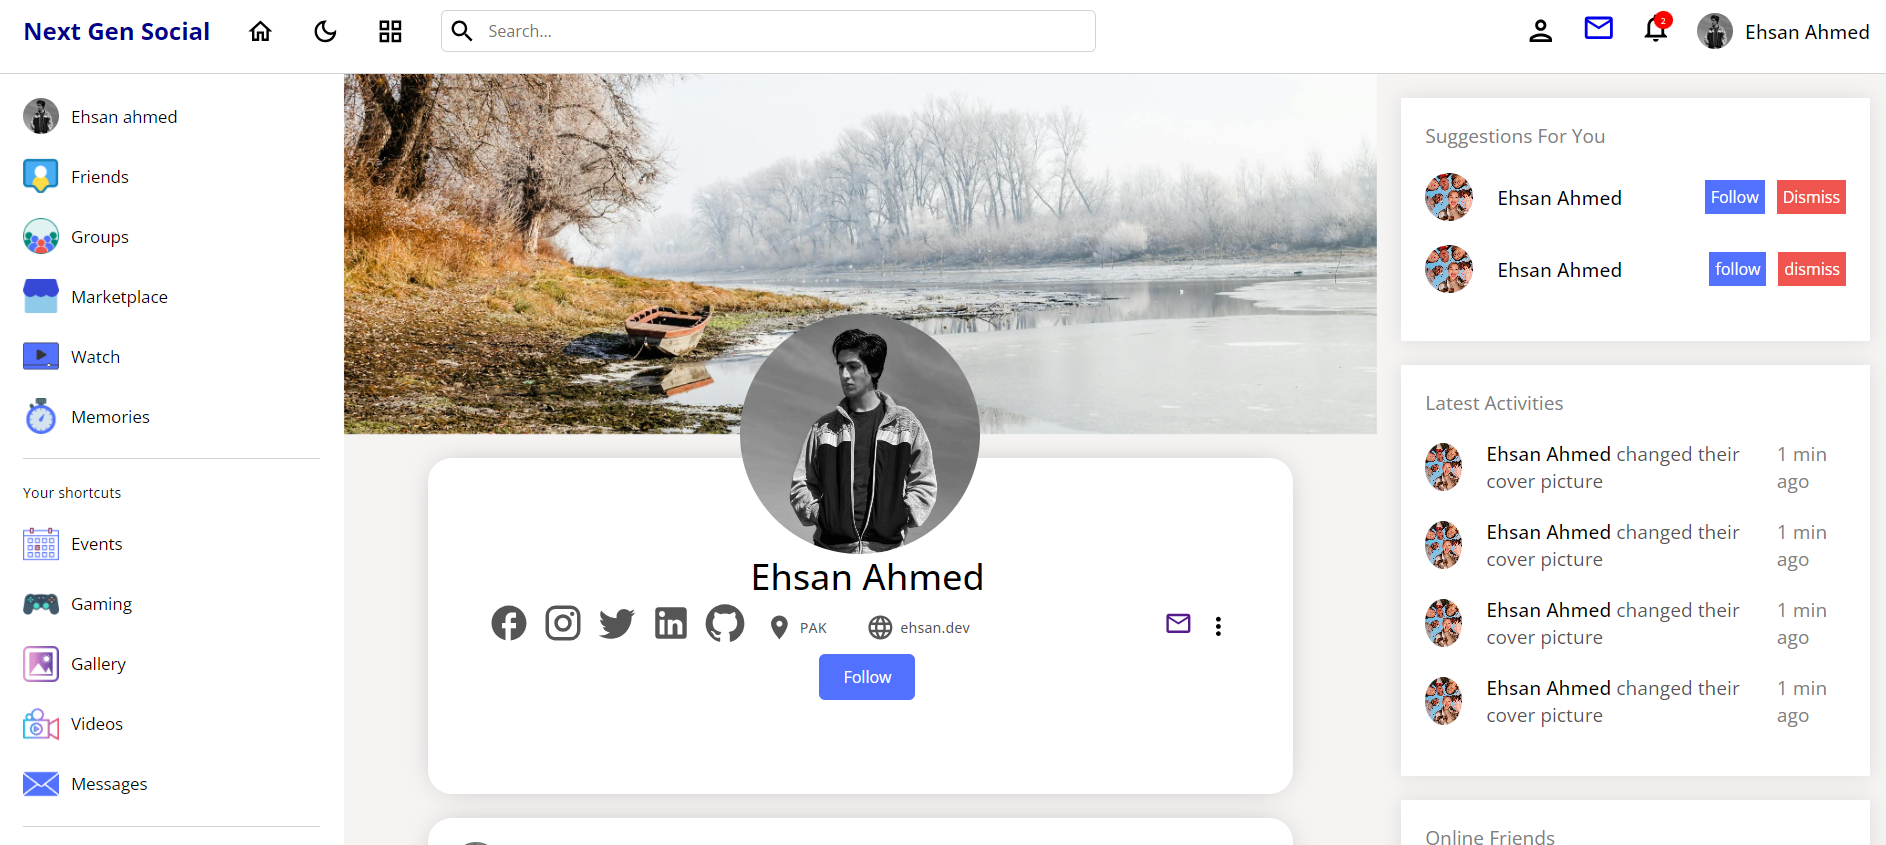 Next Gen Social
Search...
2
Ehsan Ahmed
Ehsan ahmed
Friends
Groups
Marketplace
Watch
Memories
Your shortcuts
Events
Gaming
Gallery
Videos
Messages
Ehsan Ahmed
PAK
ehsan.dev
Follow
Suggestions For You
Ehsan Ahmed
Follow
Dismiss
Ehsan Ahmed
follow
dismiss
Latest Activities
Ehsan Ahmed changed their
cover picture
1 min
ago
Ehsan Ahmed changed their
cover picture
1 min
ago
Ehsan Ahmed changed their
cover picture
1 min
ago
Ehsan Ahmed changed their
cover picture
1 min
ago
Online Friends